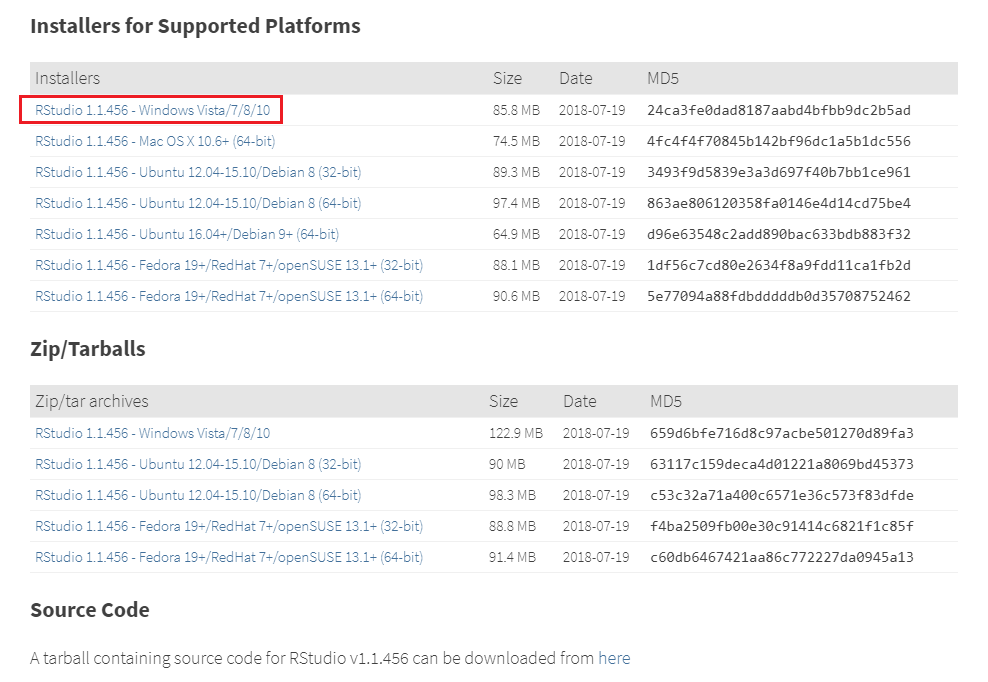 Installers for Supported Platforms
Installers Size Date MD5
RStudio 1.1.456 - Windows Vista/7/8/10 85.8 MB 2018-07-19 24ca3fe0dad8187aabd4bfbb9dc2b5ad
RStudio 1.1.456 - Mac OS X 10.6+ (64-bit) 74.5 MB 2018-07-19 4fc4f4f70845b142bf96dc1a5b1dc556
RStudio 1.1.456 - Ubuntu 12.04-15.10/Debian 8 (32-bit) 89.3 MB 2018-07-19 3493f9d5839e3a3d697f40b7bb1ce961
RStudio 1.1.456 - Ubuntu 12.04-15.10/Debian 8 (64-bit) 97.4 MB 2018-07-19 863ae806120358fa0146e4d14cd75be4
RStudio 1.1.456 - Ubuntu 16.04+/Debian 9+ (64-bit) 64.9 MB 2018-07-19 d96e63548c2add890bac633bdb883f32
RStudio 1.1.456 - Fedora 19+/RedHat 7+/openSUSE 13.1+ (32-bit) 88.1 MB 2018-07-19 1df56c7cd80e2634f8a9fdd11ca1fb2d
RStudio 1.1.456 - Fedora 19+/RedHat 7+/openSUSE 13.1+ (64-bit) 90.6 MB 2018-07-19 5e77094a88fdbdddddb0d35708752462
Zip/Tarballs
Zip/tar archives Size Date MD5
RStudio 1.1.456 - Windows Vista/7/8/10 122.9 MB 2018-07-19 659d6bfe716d8c97acbe501270d89fa3
RStudio 1.1.456 - Ubuntu 12.04-15.10/Debian 8 (32-bit) 90 MB 2018-07-19 63117c159deca4d01221a8069bd45373
RStudio 1.1.456 - Ubuntu 12.04-15.10/Debian 8 (64-bit) 98.3 MB 2018-07-19 c53c32a71a400c6571e36c573f83dfde
RStudio 1.1.456 - Fedora 19+/RedHat 7+/openSUSE 13.1+ (32-bit) 88.8 MB 2018-07-19 f4ba2509fb00e30c91414c6821f1c85f
RStudio 1.1.456 - Fedora 19+/RedHat 7+/openSUSE 13.1+ (64-bit) 91.4 MB 2018-07-19 c60db6467421aa86c772227da0945a13
Source Code
A tarball containing source code for RStudio v1.1.456 can be downloaded from here